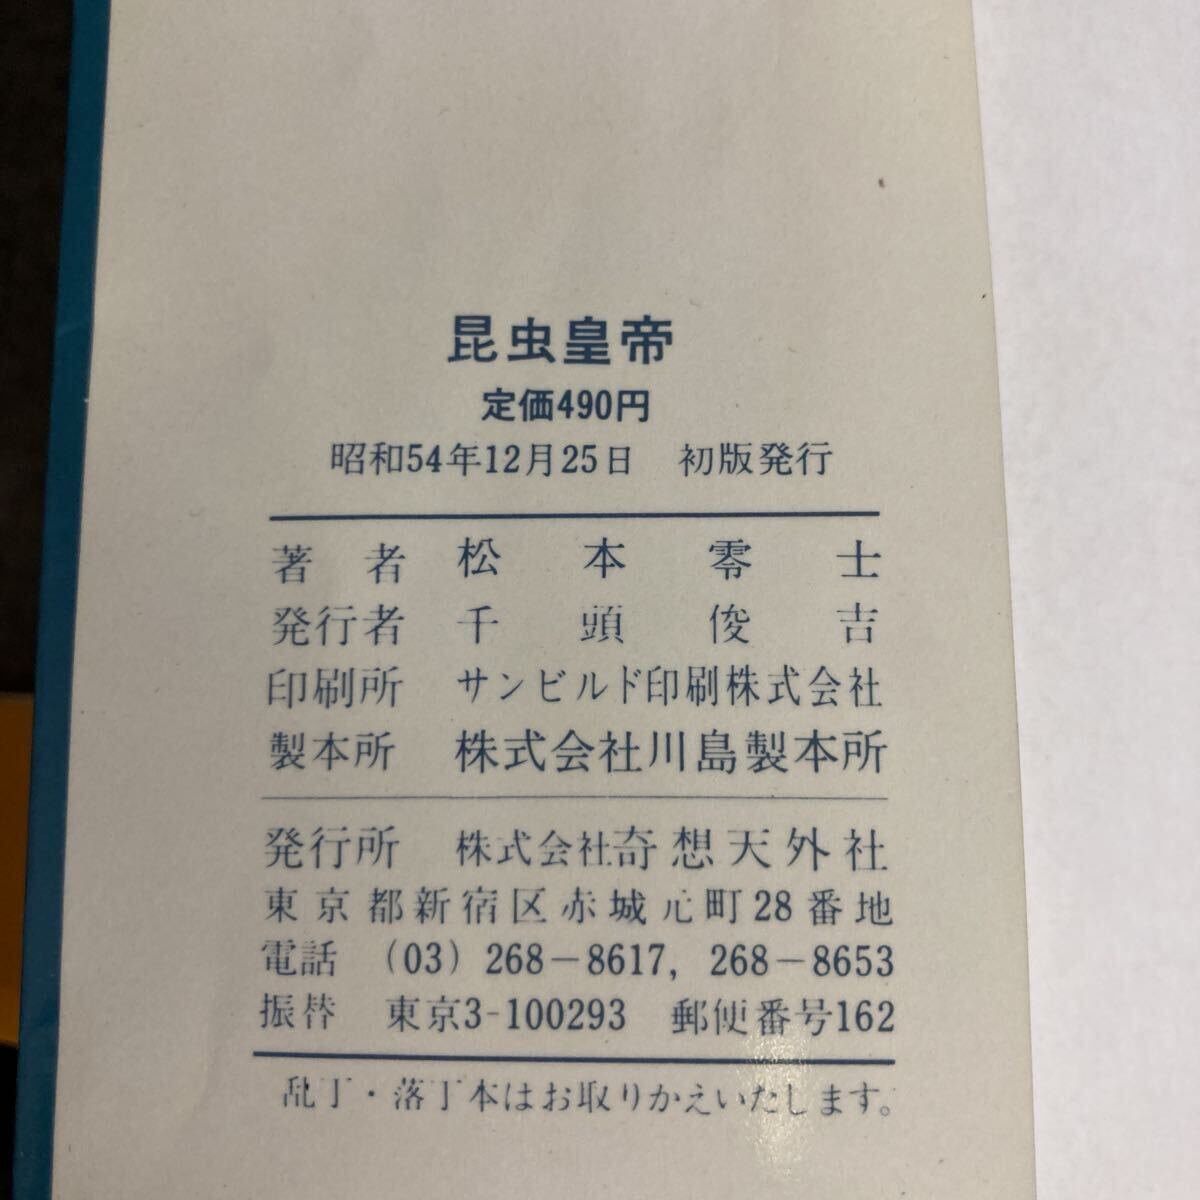 昆虫皇帝
定価490円
昭和54年12月25日　初版発行
著者　松本零士
発行者　千頭俊吉
印刷所　サンビルド印刷株式会社
製本所　株式会社川島製本所
発行所　株式会社奇想天外社
東京都新宿区赤城元町28番地
電話　(03) 268－8617, 268－8653
振替　東京3-100293　郵便番号162
乱丁・落丁本はお取りかえいたします。